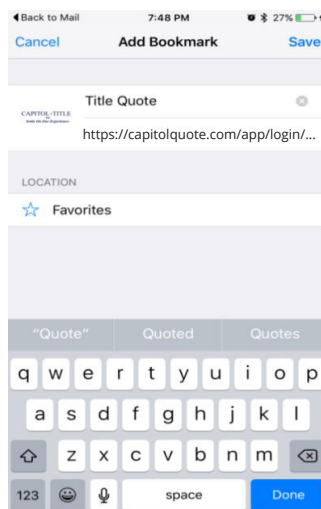 Back to Mail 7:48 PM 27%
Cancel Add Bookmark Save
Title Quote
CAPITOL TITLE
https://capitolquote.com/app/login/...
LOCATION
Favorites
"Quote" Quoted Quotes
q w e r t y u i o p
a s d f g h j k l
z x c v b n m
123 space Done